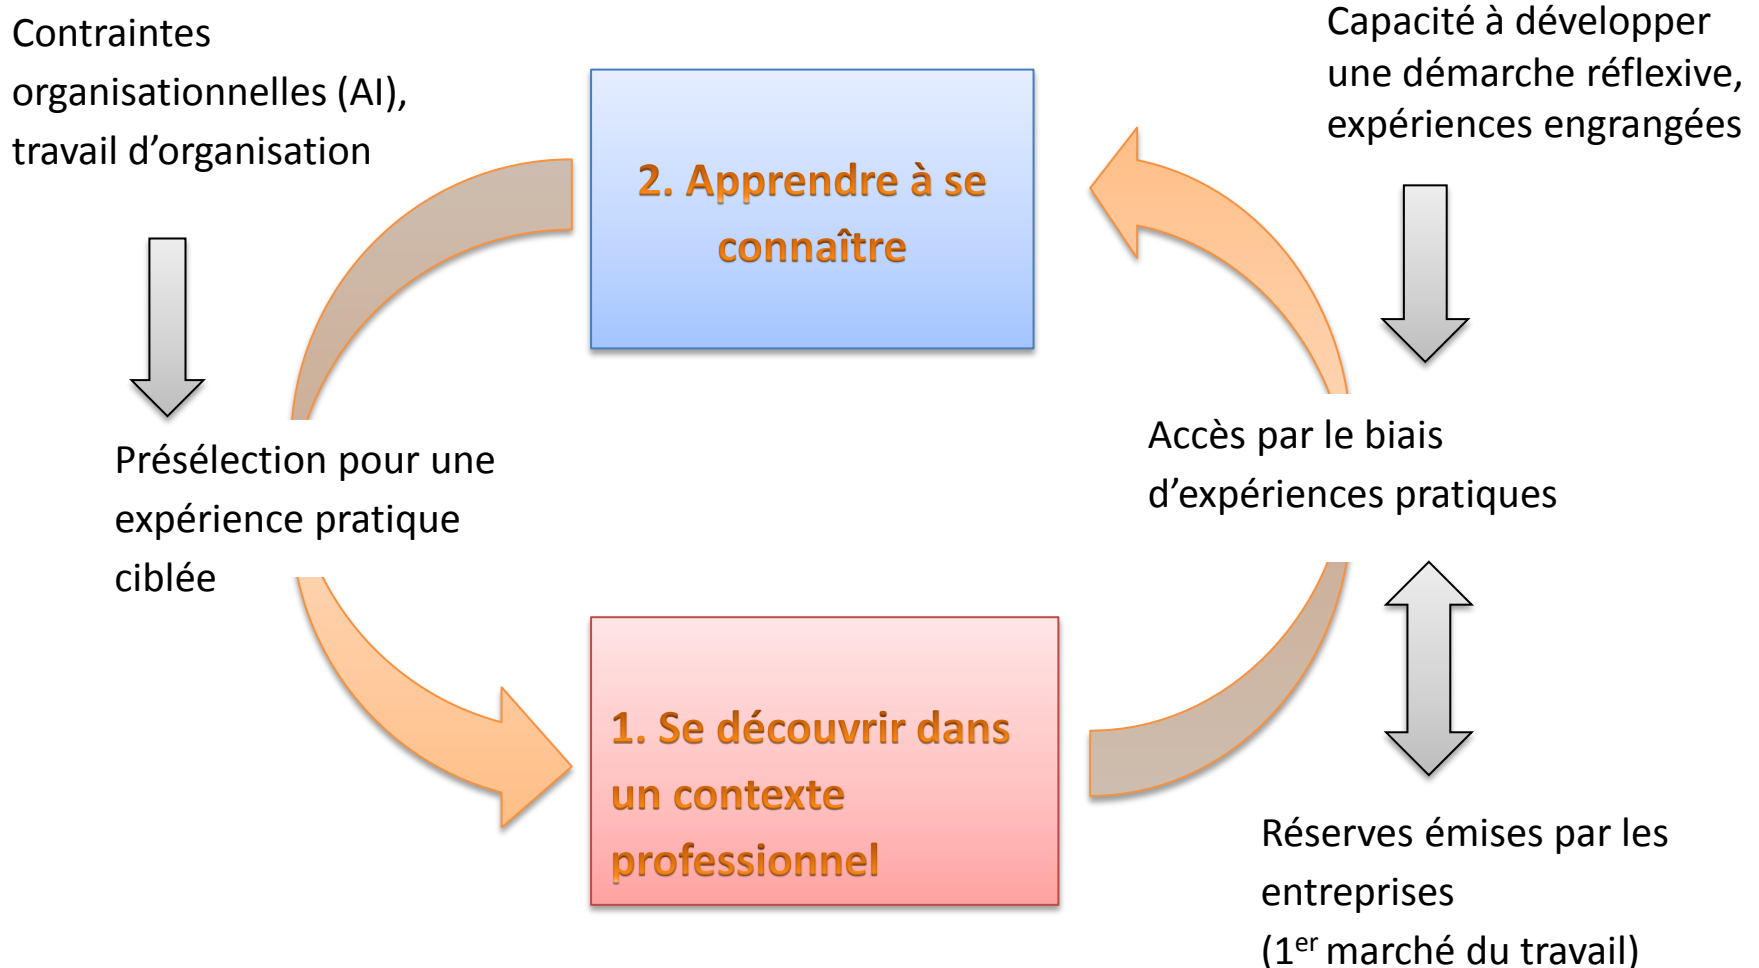 Contraintes
organisationnelles (AI),
travail d’organisation
Capacité à développer
une démarche réflexive,
expériences engrangées
2. Apprendre à se
connaître
Présélection pour une
expérience pratique
ciblée
Accès par le biais
d’expériences pratiques
1. Se découvrir dans
un contexte
professionnel
Réserves émises par les
entreprises
(1er marché du travail)